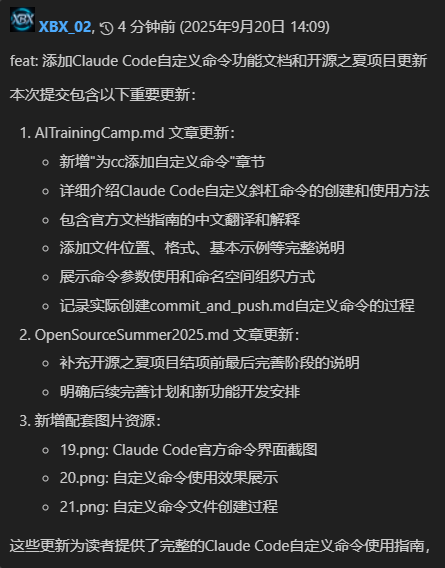 XBX
XBX_02, 4 分钟前 (2025年9月20日 14:09)
feat: 添加Claude Code自定义命令功能文档和开源之夏项目更新
本次提交包含以下重要更新：
1. AITrainingCamp.md 文章更新：
新增"为cc添加自定义命令"章节
详细介绍Claude Code自定义斜杠命令的创建和使用方法
包含官方文档指南的中文翻译和解释
添加文件位置、格式、基本示例等完整说明
展示命令参数使用和命名空间组织方式
记录实际创建commit_and_push.md自定义命令的过程
2. OpenSourceSummer2025.md 文章更新：
补充开源之夏项目结项前最后完善阶段的说明
明确后续完善计划和新功能开发安排
3. 新增配套图片资源：
19.png: Claude Code官方命令界面截图
20.png: 自定义命令使用效果展示
21.png: 自定义命令文件创建过程
这些更新为读者提供了完整的Claude Code自定义命令使用指南，